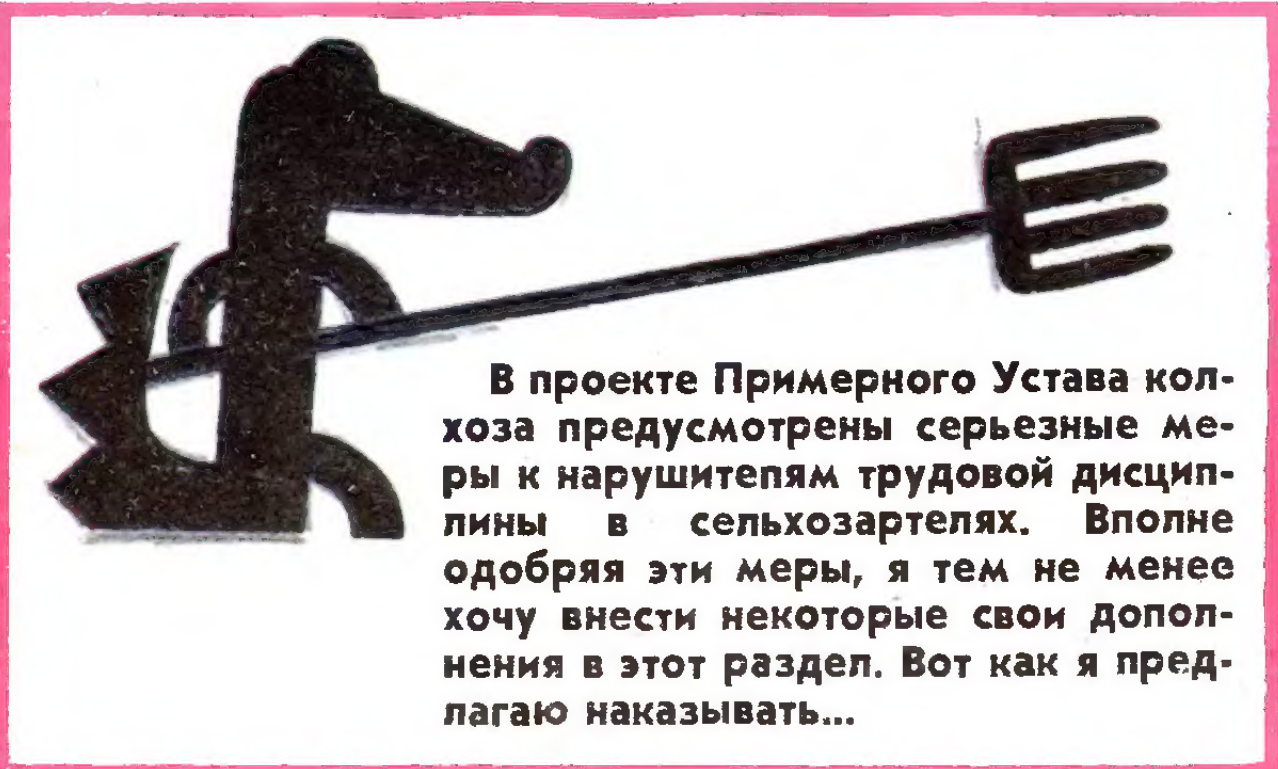 В проекте Примерного Устава кол-
хоза предусмотрены серьезные ме-
ры к нарушителям трудовой дисцип-
лины в сельхозартелях. Вполне
одобряя эти меры, я тем не менее
хочу внести некоторые свои допол-
нения в этот раздел. Вот как я пред-
лагаю наказывать...